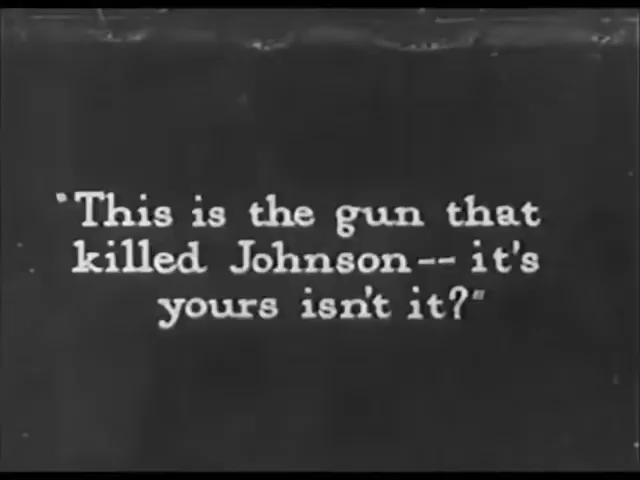 "This is the gun that
killed Johnson -- it's
yours isn't it?"